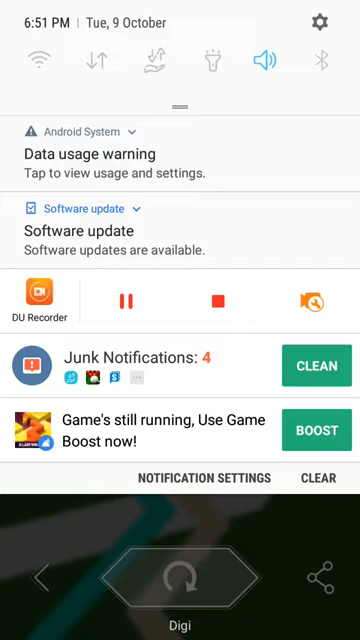 6:51 PM | Tue, 9 October
Android System
Data usage warning
Tap to view usage and settings.
Software update
Software update
Software updates are available.
DU Recorder
Junk Notifications: 4
CLEAN
Game's still running, Use Game
Boost now!
BOOST
NOTIFICATION SETTINGS CLEAR
Digi